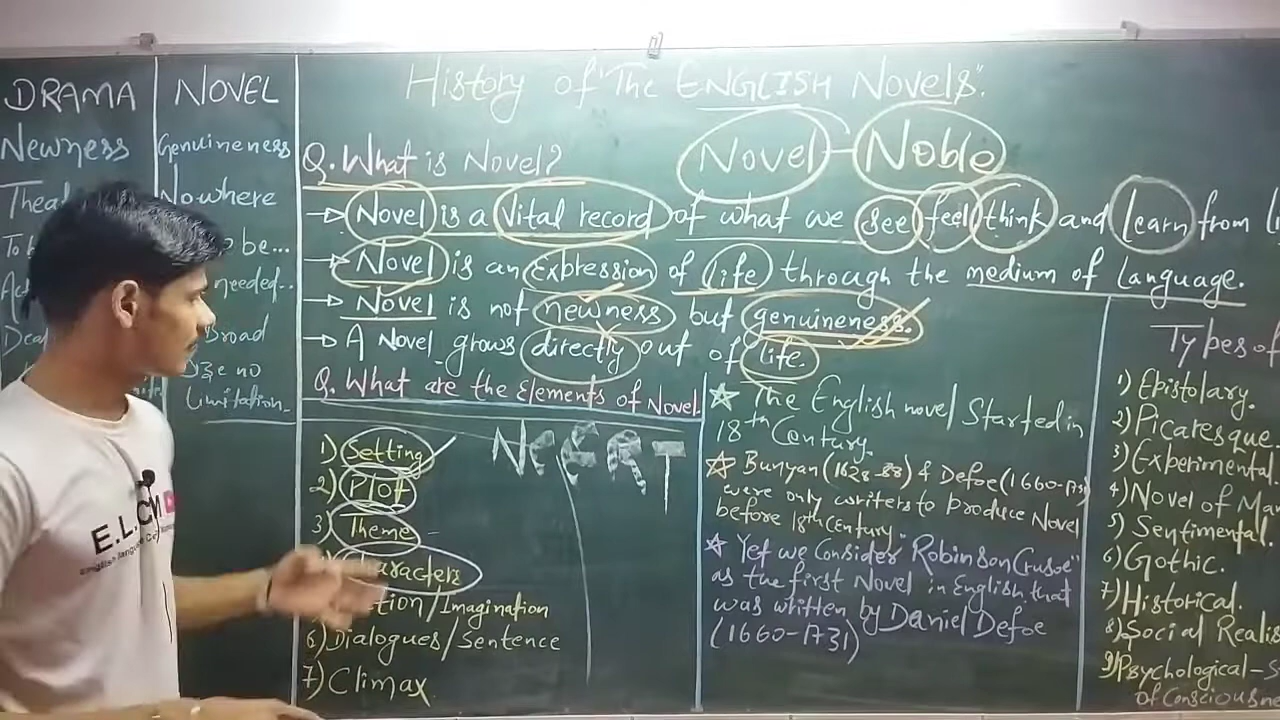 History of "The ENGLISH Novels".
DRAMA
Newness
NOVEL
Genuineness
Nowhere
be...
needed..
Broad
no
Limitation.
Q. What is Novel?
Novel - Noble
→ Novel is a Vital record of what we see feel think and learn from
→ Novel is an Expression of life through the medium of language.
→ Novel is not newness but genuineness.
→ A Novel grows directly out of life.
Q. What are the Elements of Novel.
1) Setting
2) Plot
3) Theme
aracters
ction/Imagination
6) Dialogues/Sentence
7) Climax
NCERT
☆ The English novel Started in
18th Century.
☆ Bunyan (1628-88) & Defoe (1660-1731)
were only writers to produce Novel
before 18th Century.
☆ Yet we Consider Robinson Crusoe"
as the first Novel in English that
was written by Daniel Defoe
(1660-1731)
Types of
1) Epistolary.
2) Picaresque
3) Experimental.
4) Novel of Man
5) Sentimental.
6) Gothic.
7) Historical.
8) Social Realis
9) Psychological-S
of Consciousne
E.L.CM